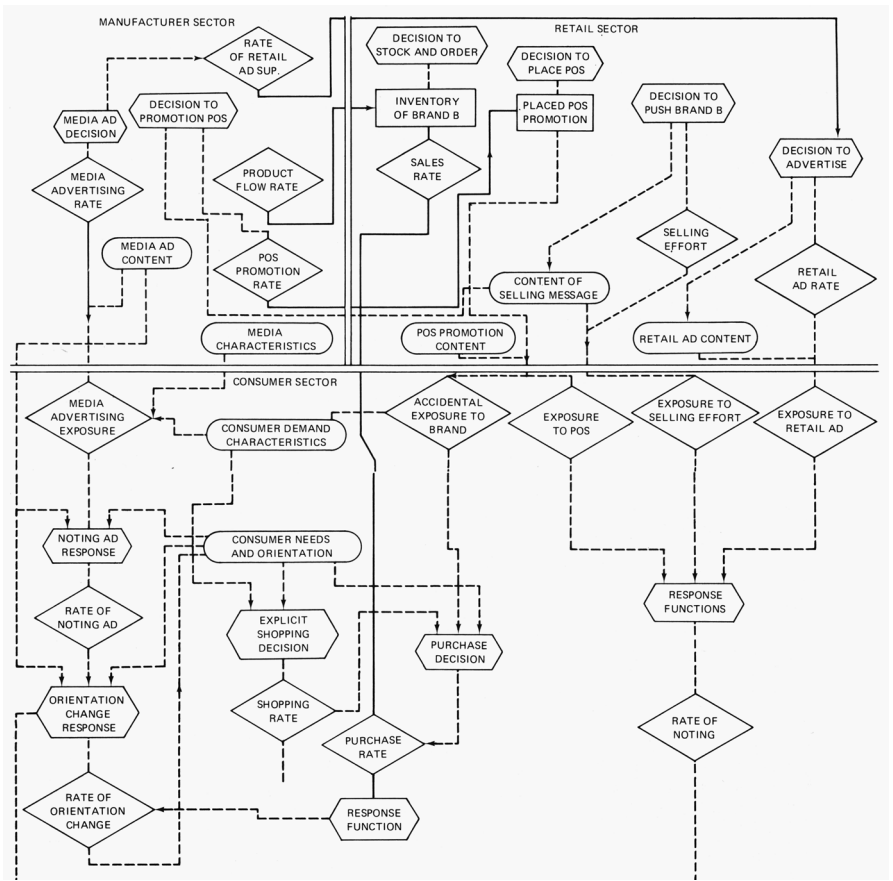 MANUFACTURER SECTOR
RETAIL SECTOR
RATE
OF RETAIL
AD SUP.
DECISION TO
STOCK AND ORDER
DECISION TO
PLACE POS
MEDIA AD
DECISION
DECISION TO
PROMOTION POS
INVENTORY
OF BRAND B
PLACED POS
PROMOTION
DECISION TO
PUSH BRAND B
DECISION TO
ADVERTISE
MEDIA
ADVERTISING
RATE
PRODUCT
FLOW RATE
SALES
RATE
SELLING
EFFORT
MEDIA AD
CONTENT
POS
PROMOTION
RATE
CONTENT OF
SELLING MESSAGE
RETAIL
AD RATE
MEDIA
CHARACTERISTICS
POS PROMOTION
CONTENT
RETAIL AD CONTENT
CONSUMER SECTOR
MEDIA
ADVERTISING
EXPOSURE
CONSUMER DEMAND
CHARACTERISTICS
ACCIDENTAL
EXPOSURE TO
BRAND
EXPOSURE
TO POS
EXPOSURE TO
SELLING EFFORT
EXPOSURE TO
RETAIL AD
NOTING AD
RESPONSE
CONSUMER NEEDS
AND ORIENTATION
RATE OF
NOTING AD
EXPLICIT
SHOPPING
DECISION
PURCHASE
DECISION
RESPONSE
FUNCTIONS
ORIENTATION
CHANGE
RESPONSE
SHOPPING
RATE
PURCHASE
RATE
RATE OF
NOTING
RATE OF
ORIENTATION
CHANGE
RESPONSE
FUNCTION